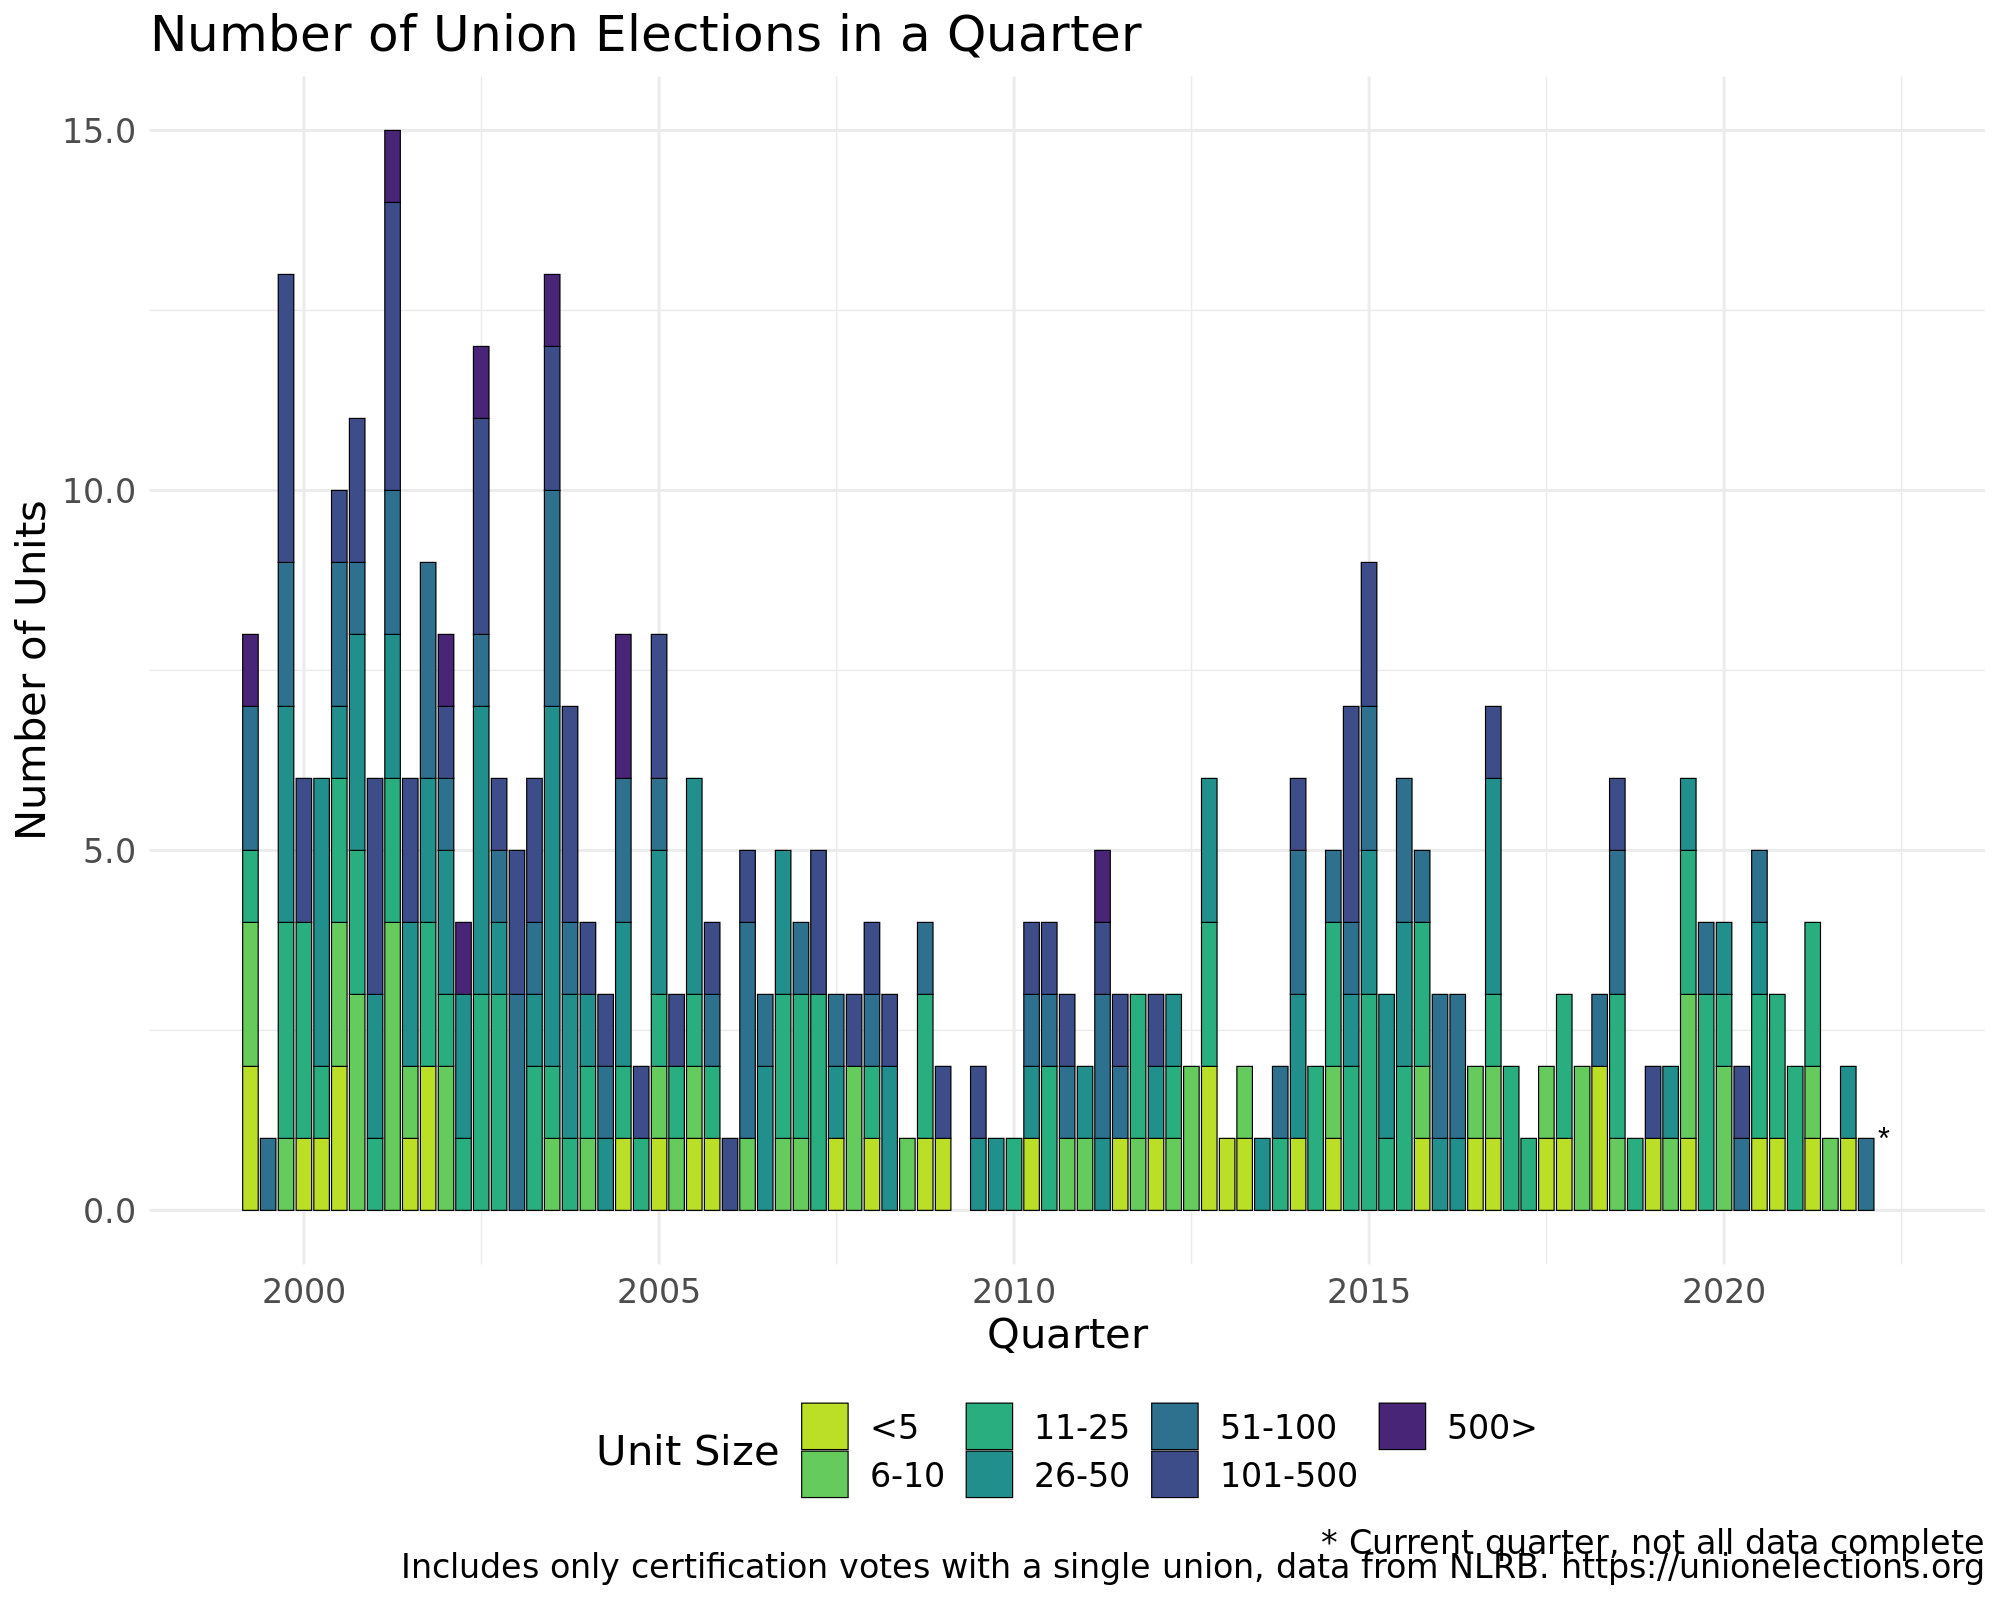 Number of Union Elections in a Quarter
Number of Units
15.0
10.0
5.0
0.0
*
2000 2005 2010 2015 2020
Quarter
Unit Size
<5 11-25 51-100 500>
6-10 26-50 101-500
* Current quarter, not all data complete
Includes only certification votes with a single union, data from NLRB. https://unionelections.org